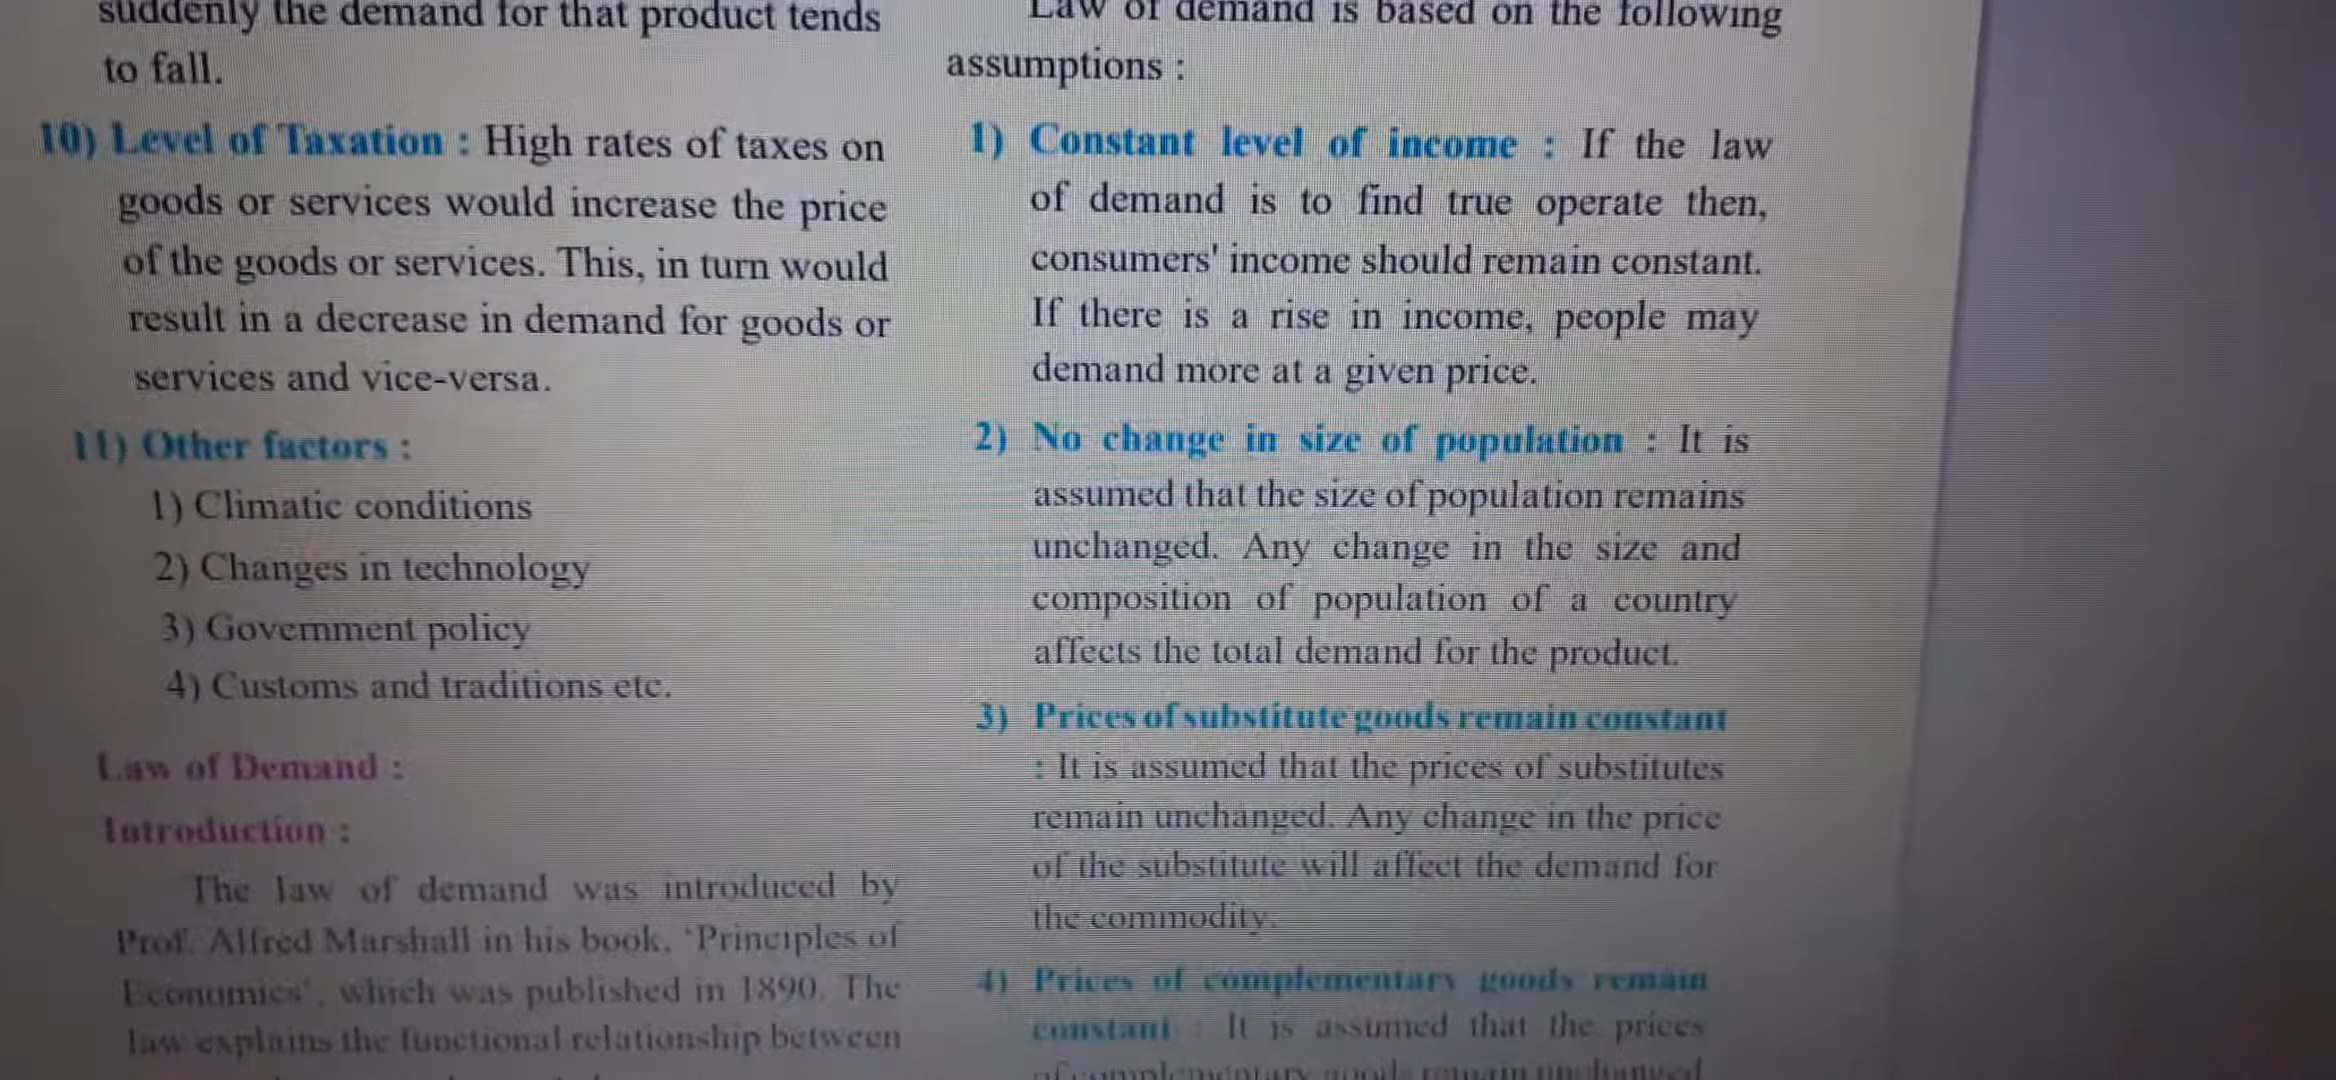 suddenly the demand for that product tends
to fall.
10) Level of Taxation : High rates of taxes on
goods or services would increase the price
of the goods or services. This, in turn would
result in a decrease in demand for goods or
services and vice-versa.
11) Other factors :
1) Climatic conditions
2) Changes in technology
3) Government policy
4) Customs and traditions etc.
Law of Demand :
Introduction :
The law of demand was introduced by
Prof. Alfred Marshall in his book, 'Principles of
Economics', which was published in 1890. The
law explains the functional relationship between
Law of demand is based on the following
assumptions :
1) Constant level of income : If the law
of demand is to find true operate then,
consumers' income should remain constant.
If there is a rise in income, people may
demand more at a given price.
2) No change in size of population : It is
assumed that the size of population remains
unchanged. Any change in the size and
composition of population of a country
affects the total demand for the product.
3) Prices of substitute goods remain constant
: It is assumed that the prices of substitutes
remain unchanged. Any change in the price
of the substitute will affect the demand for
the commodity.
4) Prices of complementary goods remain
constant : It is assumed that the prices
of complementary goods remain unchanged